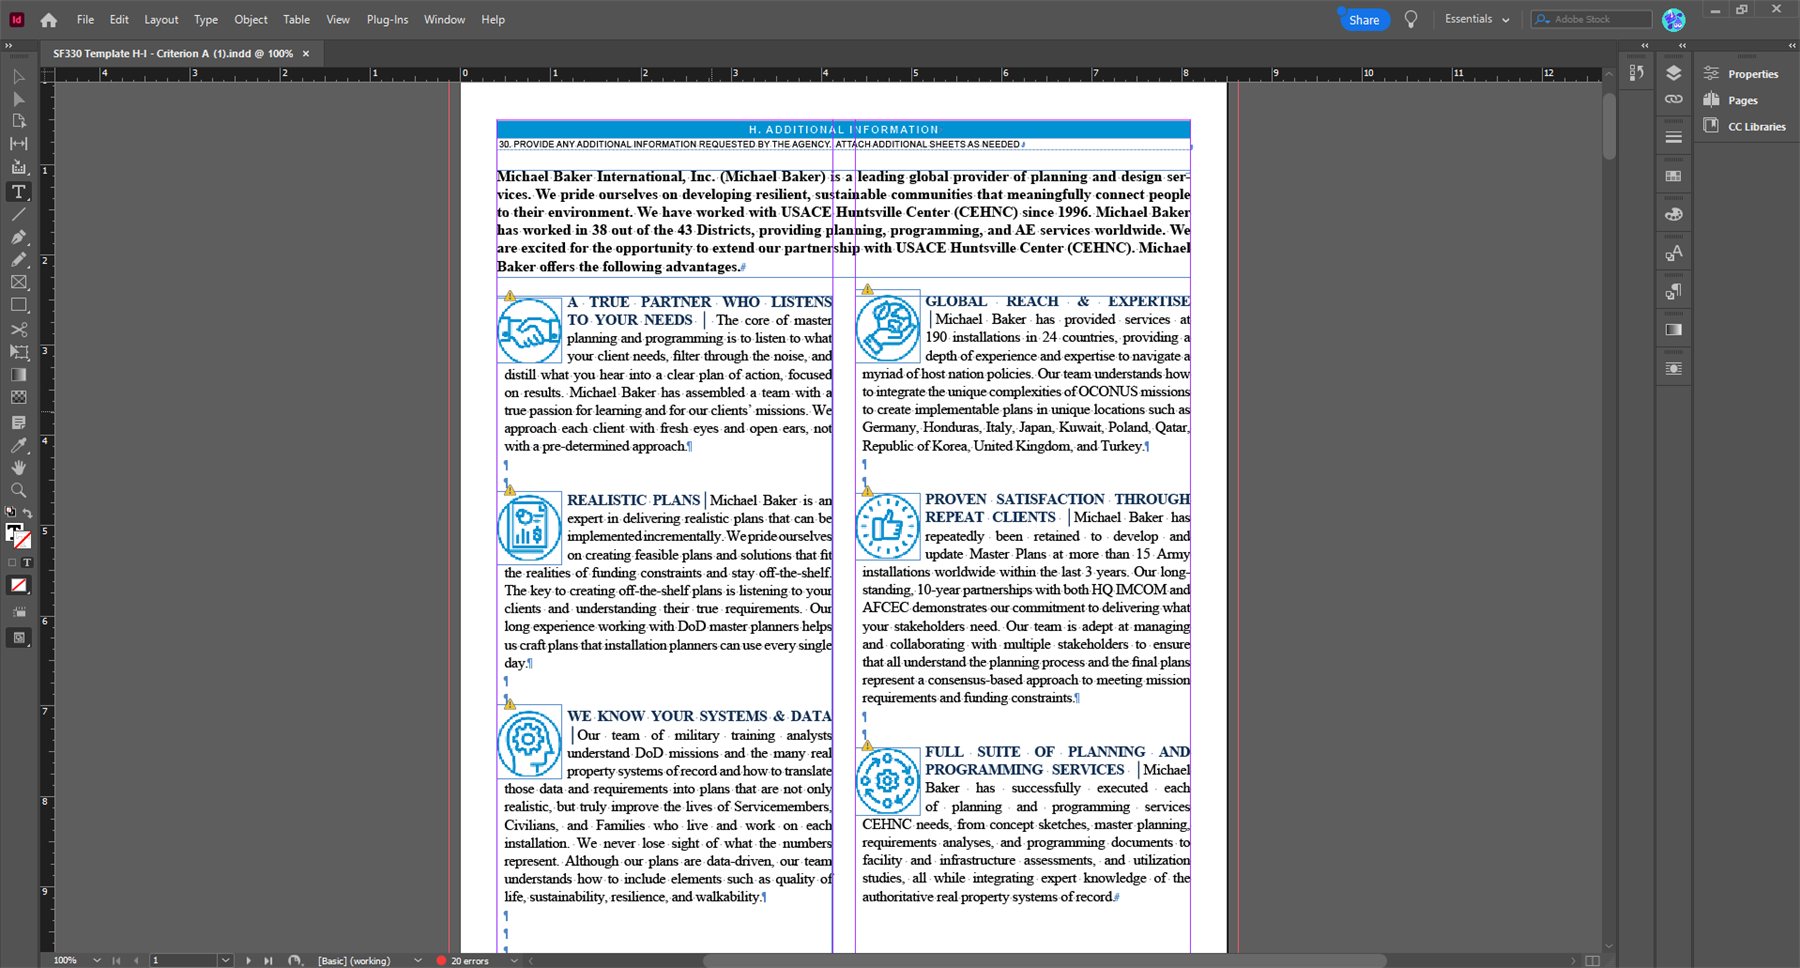 File Edit View Type Object Table View Plug-Ins Window Help
Share
Essentials
Adobe Stock
SF330 Template H-I - Criterion A (1).indd @ 100% ×
4 3 2 1 0 1 2 3 4 5 6 7 8 9 10 11 12
Properties
Pages
CC Libraries
H. ADDITIONAL INFORMATION
30. PROVIDE ANY ADDITIONAL INFORMATION REQUESTED BY THE AGENCY. ATTACH ADDITIONAL SHEETS AS NEEDED
Michael Baker International, Inc. (Michael Baker) is a leading global provider of planning and design ser-
vices. We pride ourselves on developing resilient, sustainable communities that meaningfully connect people
to their environment. We have worked with USACE Huntsville Center (CEHNC) since 1996. Michael Baker
has worked in 38 out of the 43 Districts, providing planning, programming, and AE services worldwide. We
are excited for the opportunity to extend our partnership with USACE Huntsville Center (CEHNC). Michael
Baker offers the following advantages.
A TRUE PARTNER WHO LISTENS
TO YOUR NEEDS | The core of master
planning and programming is to listen to what
your client needs, filter through the noise, and
distill what you hear into a clear plan of action, focused
on results. Michael Baker has assembled a team with a
true passion for learning and for our clients’ missions. We
approach each client with fresh eyes and open ears, not
with a pre-determined approach.¶
REALISTIC PLANS | Michael Baker is an
expert in delivering realistic plans that can be
implemented incrementally. We pride ourselves
on creating feasible plans and solutions that fit
the realities of funding constraints and stay off-the-shelf.
The key to creating off-the-shelf plans is listening to your
clients and understanding their true requirements. Our
long experience working with DoD master planners helps
us craft plans that installation planners can use every single
day.¶
WE KNOW YOUR SYSTEMS & DATA
| Our team of military training analysts
understand DoD missions and the many real
property systems of record and how to translate
those data and requirements into plans that are not only
realistic, but truly improve the lives of Servicemembers,
Civilians, and Families who live and work on each
installation. We never lose sight of what the numbers
represent. Although our plans are data-driven, our team
understands how to include elements such as quality of
life, sustainability, resilience, and walkability.¶
GLOBAL REACH & EXPERTISE
| Michael Baker has provided services at
190 installations in 24 countries, providing a
depth of experience and expertise to navigate a
myriad of host nation policies. Our team understands how
to integrate the unique complexities of OCONUS missions
to create implementable plans in unique locations such as
Germany, Honduras, Italy, Japan, Kuwait, Poland, Qatar,
Republic of Korea, United Kingdom, and Turkey.¶
PROVEN SATISFACTION THROUGH
REPEAT CLIENTS | Michael Baker has
repeatedly been retained to develop and
update Master Plans at more than 15 Army
installations worldwide within the last 3 years. Our long-
standing, 10-year partnerships with both HQ IMCOM and
AFCEC demonstrates our commitment to delivering what
your stakeholders need. Our team is adept at managing
and collaborating with multiple stakeholders to ensure
that all understand the planning process and the final plans
represent a consensus-based approach to meeting mission
requirements and funding constraints.¶
FULL SUITE OF PLANNING AND
PROGRAMMING SERVICES | Michael
Baker has successfully executed each
of planning and programming services
CEHNC needs, from concept sketches, master planning,
requirements analyses, and programming documents to
facility and infrastructure assessments, and utilization
studies, all while integrating expert knowledge of the
authoritative real property systems of record.
1
2
3
4
5
6
7
8
9
100% 1 [Basic] (working) 20 errors